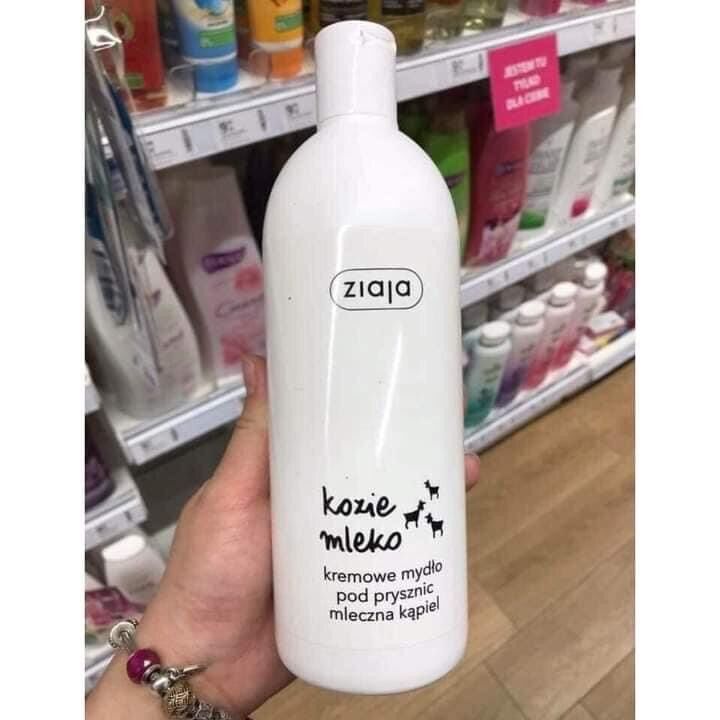 JESTEM TU
TYLKO
DLA CIEBIE
ziaja
kozie
mleko
kremowe mydło
pod prysznic
mleczna kąpiel